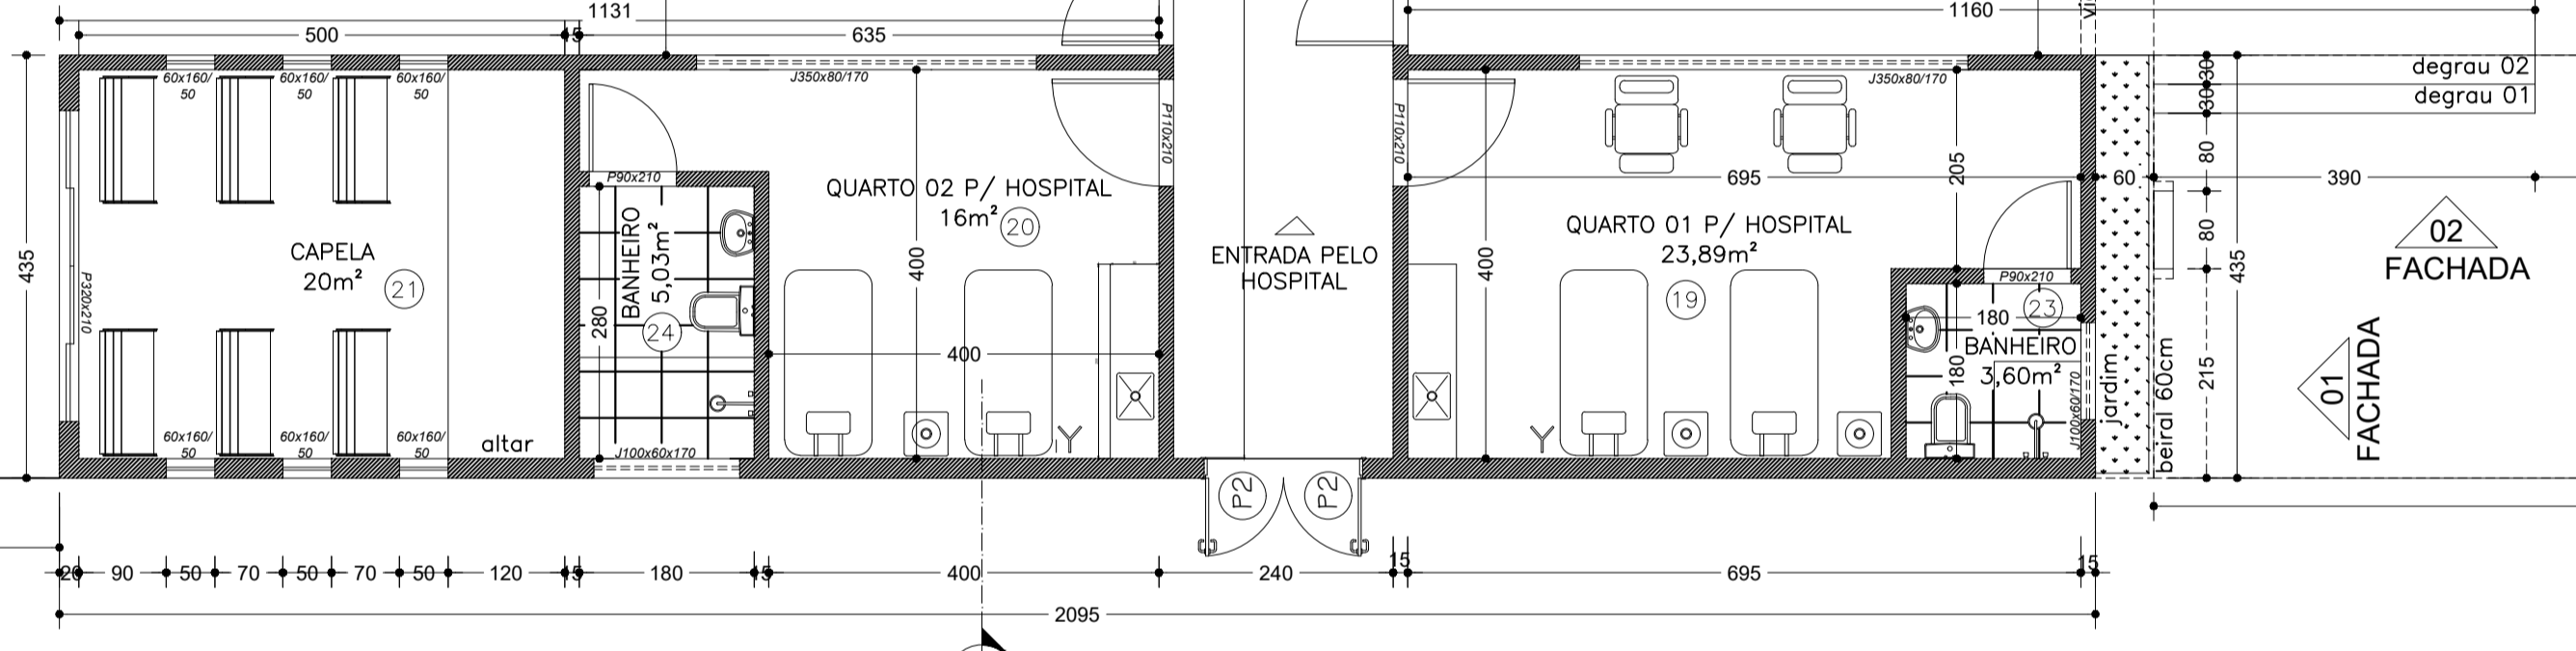 1131
1160
500
15
635
degrau 02
degrau 01
30
30
60x160/
50
60x160/
50
60x160/
50
J350x80/170
J350x80/170
P110x210
P110x210
80
P90x210
QUARTO 02 P/ HOSPITAL
16m²
20
205
695
60
390
435
CAPELA
20m²
21
P320x210
BANHEIRO
5,03m²
24
280
400
400
ENTRADA PELO
HOSPITAL
400
QUARTO 01 P/ HOSPITAL
23,89m²
19
P90x210
23
180
BANHEIRO
3,60m²
180
J100x60/170
jardim
beiral 60cm
80
215
435
02
FACHADA
01
FACHADA
60x160/
50
60x160/
50
60x160/
50
altar
J100x60x170
Y
Y
P2
P2
20
90
50
70
50
70
50
120
15
180
15
400
240
15
695
15
2095